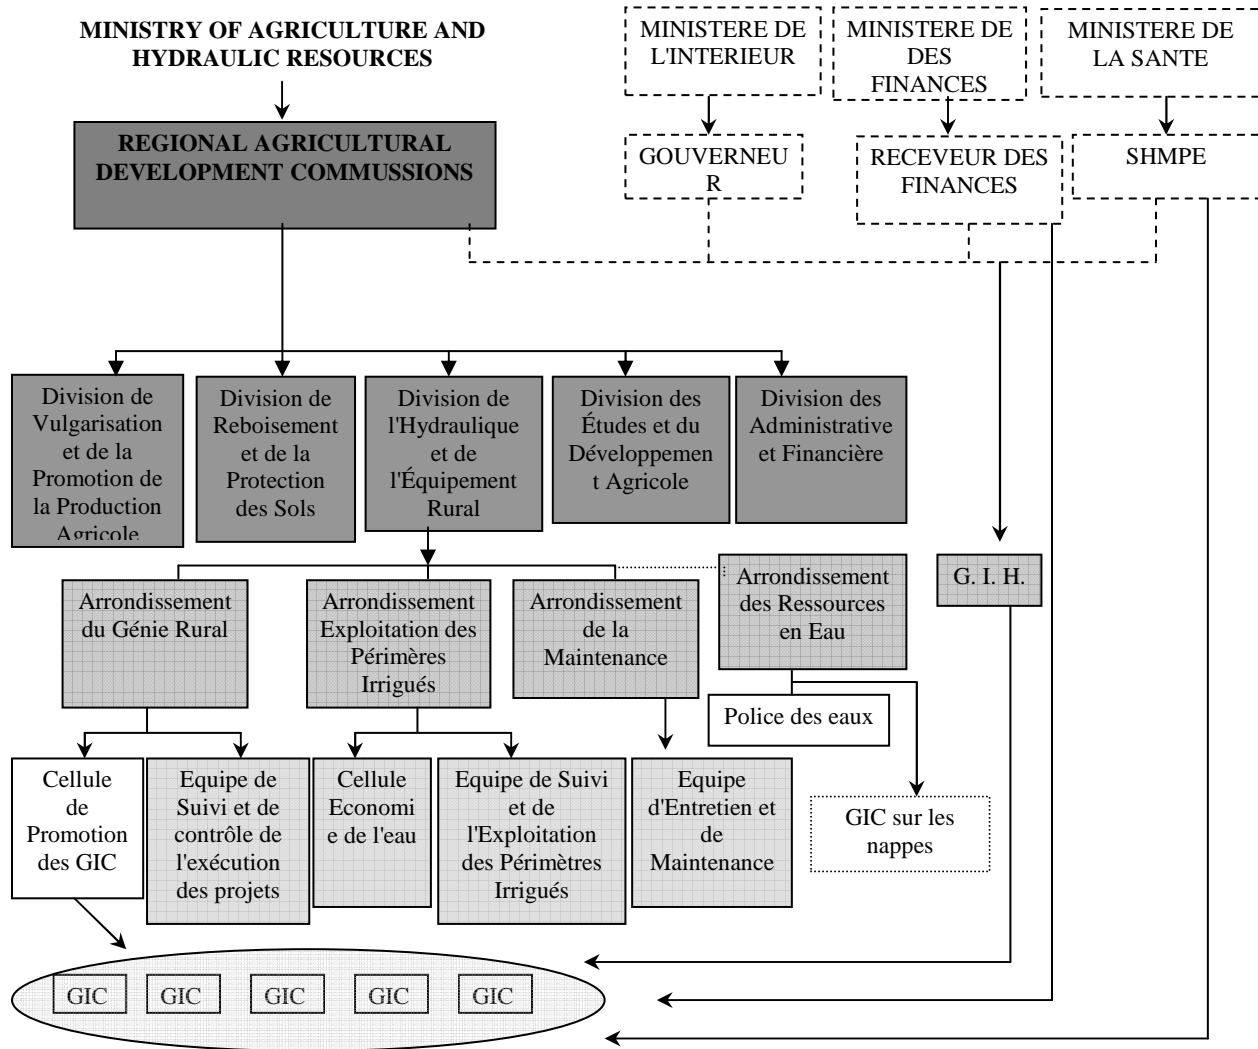 MINISTRY OF AGRICULTURE AND
HYDRAULIC RESOURCES
MINISTERE DE
L'INTERIEUR
MINISTERE DE
DES
FINANCES
MINISTERE DE
LA SANTE
REGIONAL AGRICULTURAL
DEVELOPMENT COMMUSSIONS
GOUVERNEU
R
RECEVEUR DES
FINANCES
SHMPE
Division de
Vulgarisation
et de la
Promotion de
la Production
Agricole
Division de
Reboisement
et de la
Protection
des Sols
Division de
l'Hydraulique
et de
l'Équipement
Rural
Division des
Études et du
Développemen
t Agricole
Division des
Administrative
et Financière
Arrondissement
du Génie Rural
Arrondissement
Exploitation des
Périmères
Irrigués
Arrondissement
de la
Maintenance
Arrondissement
des Ressources
en Eau
G. I. H.
Police des eaux
Cellule
de
Promotion
des GIC
Equipe de
Suivi et de
contrôle de
l'exécution
des projets
Cellule
Economi
e de l'eau
Equipe de Suivi
et de
l'Exploitation
des Périmètres
Irrigués
Equipe
d'Entretien et
de
Maintenance
GIC sur les
nappes
GIC
GIC
GIC
GIC
GIC